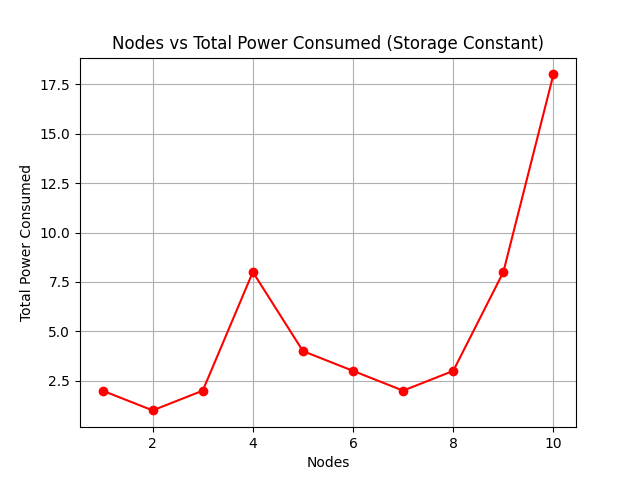 Nodes vs Total Power Consumed (Storage Constant)
17.5
15.0
12.5
10.0
7.5
5.0
2.5
Total Power Consumed
2 4 6 8 10
Nodes